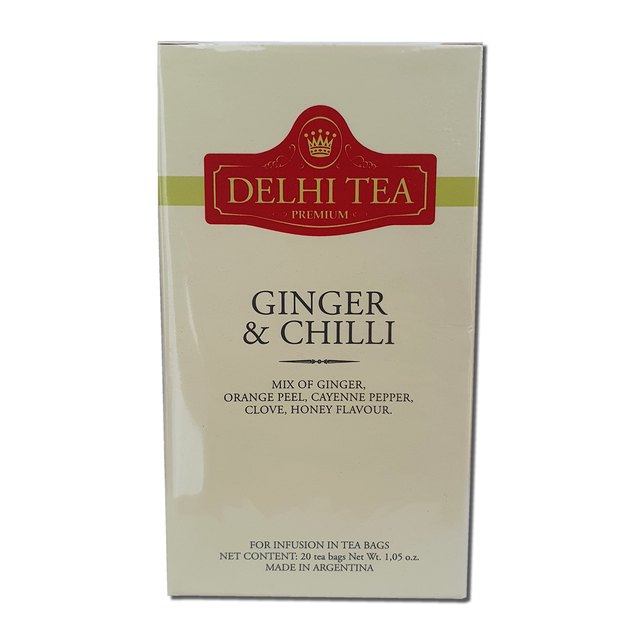 DELHI TEA
PREMIUM
GINGER
& CHILLI
MIX OF GINGER,
ORANGE PEEL, CAYENNE PEPPER,
CLOVE, HONEY FLAVOUR.
FOR INFUSION IN TEA BAGS
NET CONTENT: 20 tea bags Net Wt. 1,05 o.z.
MADE IN ARGENTINA